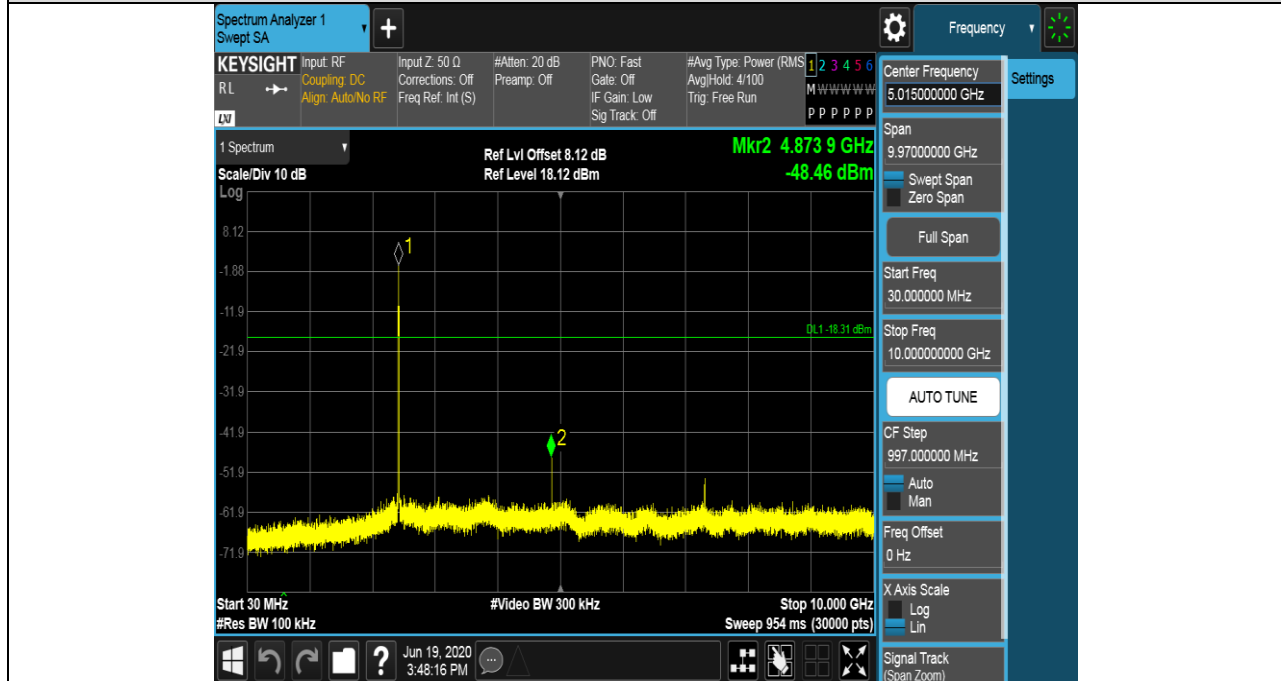 Spectrum Analyzer 1
Swept SA
Frequency
KEYSIGHT
RL
LXI
Input: RF
Coupling: DC
Align: Auto/No RF
Input Z: 50 Ω
Corrections: Off
Freq Ref: Int (S)
#Atten: 20 dB
Preamp: Off
PNO: Fast
Gate: Off
IF Gain: Low
Sig Track: Off
#Avg Type: Power (RMS
Avg|Hold: 4/100
Trig: Free Run
1 2 3 4 5 6
M W W W W W
P P P P P P
1 Spectrum
Scale/Div 10 dB
Log
Ref Lvl Offset 8.12 dB
Ref Level 18.12 dBm
Mkr2 4.873 9 GHz
-48.46 dBm
8.12
-1.88
-11.9
-21.9
-31.9
-41.9
-51.9
-61.9
-71.9
1
DL1 -18.31 dBm
2
Start 30 MHz
#Res BW 100 kHz
#Video BW 300 kHz
Stop 10.000 GHz
Sweep 954 ms (30000 pts)
Jun 19, 2020
3:48:16 PM
Center Frequency
5.015000000 GHz
Settings
Span
9.97000000 GHz
Swept Span
Zero Span
Full Span
Start Freq
30.000000 MHz
Stop Freq
10.000000000 GHz
AUTO TUNE
CF Step
997.000000 MHz
Auto
Man
Freq Offset
0 Hz
X Axis Scale
Log
Lin
Signal Track
(Span Zoom)